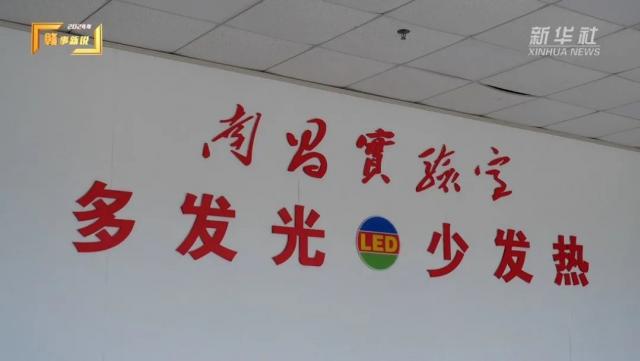 2024年
赣事新说
新华社
XINHUA NEWS
南昌實驗室
多发光 LED 少发热